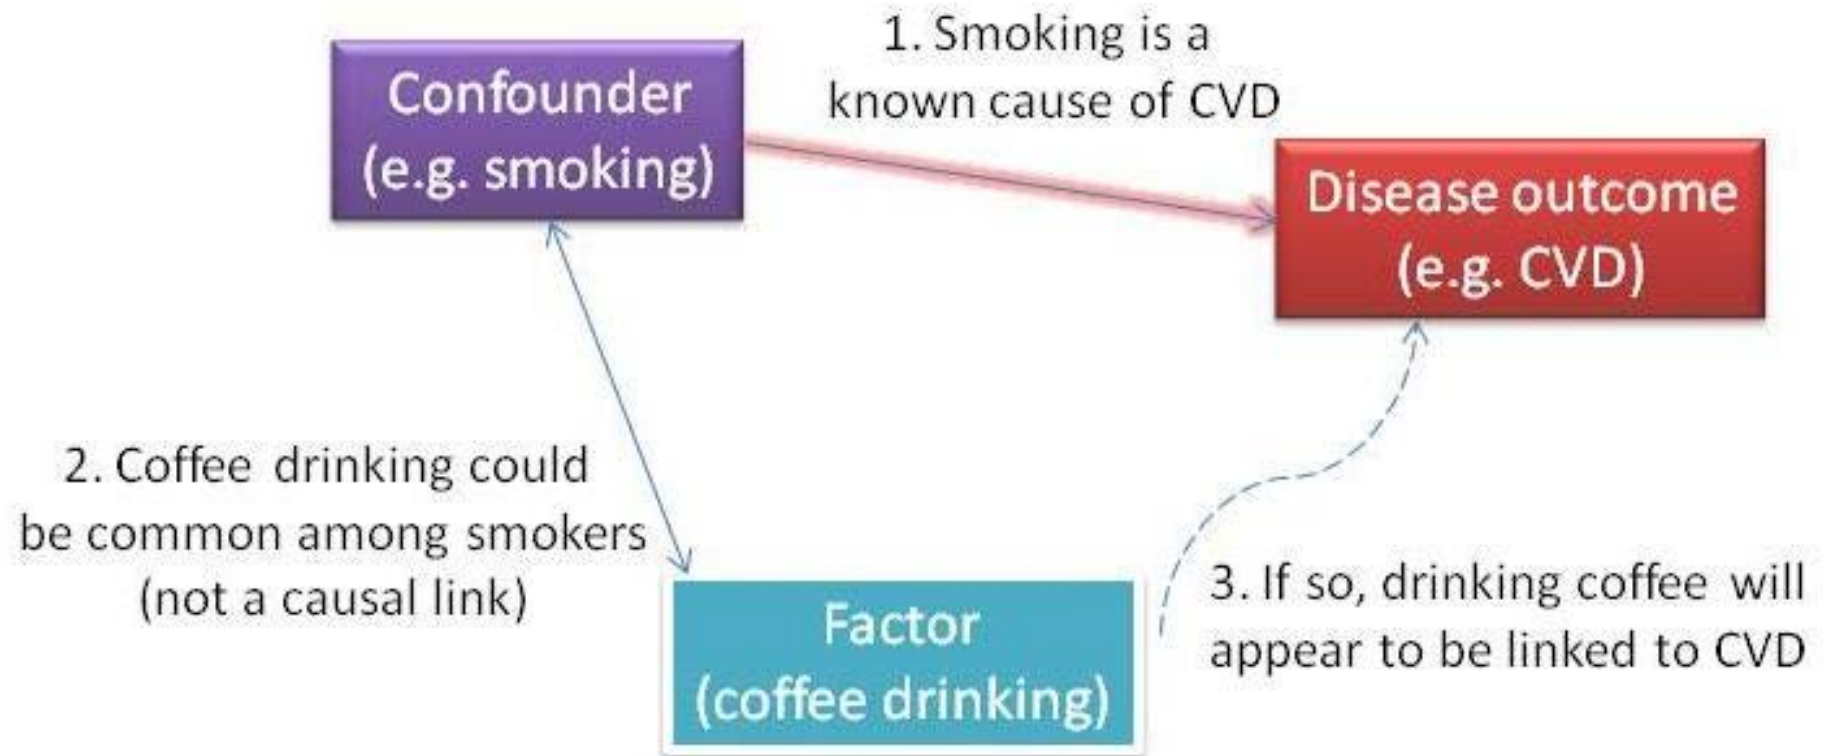 1. Smoking is a
known cause of CVD
Confounder
(e.g. smoking)
Disease outcome
(e.g. CVD)
2. Coffee drinking could
be common among smokers
(not a causal link)
Factor
(coffee drinking)
3. If so, drinking coffee will
appear to be linked to CVD